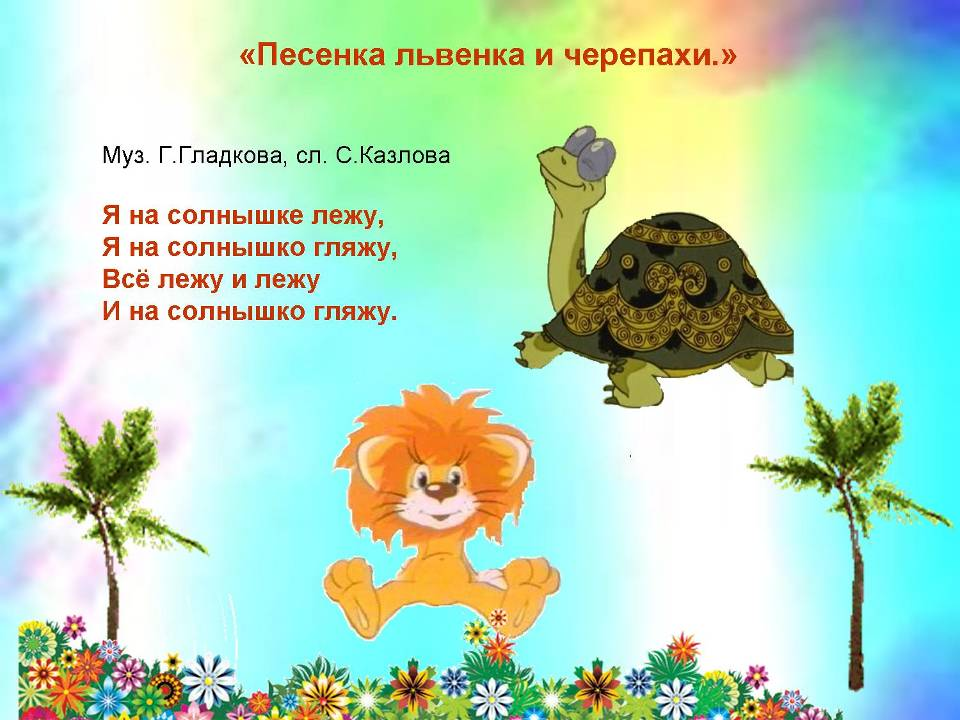 «Песенка львенка и черепахи.»
Муз. Г.Гладкова, сл. С.Казлова
Я на солнышке лежу,
Я на солнышко гляжу,
Всё лежу и лежу
И на солнышко гляжу.